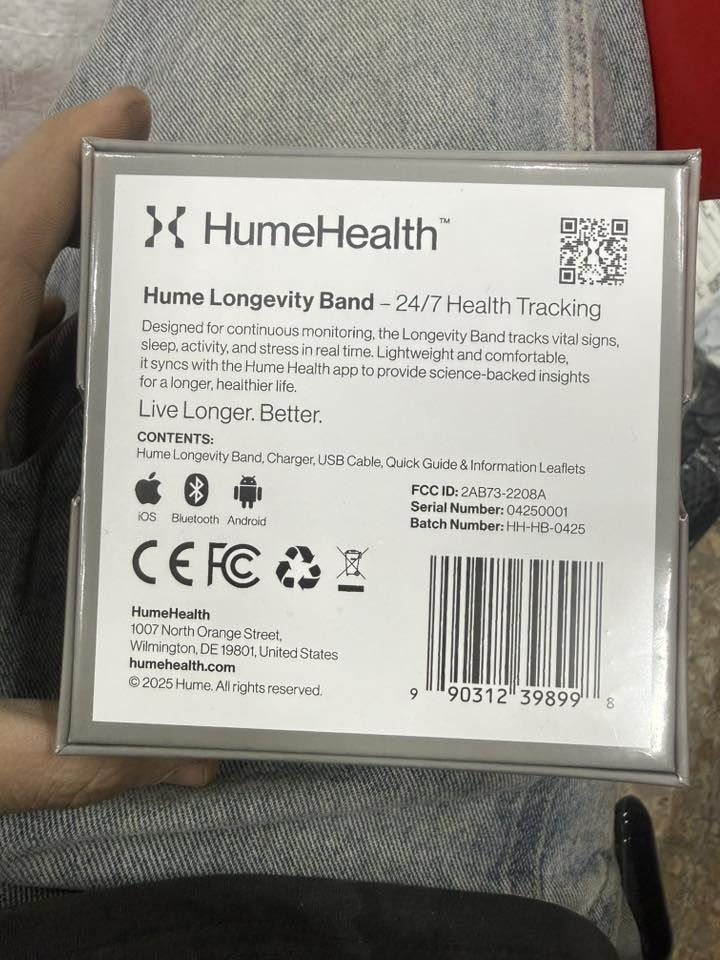 HumeHealth™
Hume Longevity Band – 24/7 Health Tracking
Designed for continuous monitoring, the Longevity Band tracks vital signs,
sleep, activity, and stress in real time. Lightweight and comfortable,
it syncs with the Hume Health app to provide science-backed insights
for a longer, healthier life.
Live Longer. Better.
CONTENTS:
Hume Longevity Band, Charger, USB Cable, Quick Guide & Information Leaflets
iOS Bluetooth Android
FCC ID: 2AB73-2208A
Serial Number: 04250001
Batch Number: HH-HB-0425
CE FC
HumeHealth
1007 North Orange Street,
Wilmington, DE 19801, United States
humehealth.com
© 2025 Hume. All rights reserved.
9 90312 39899 8